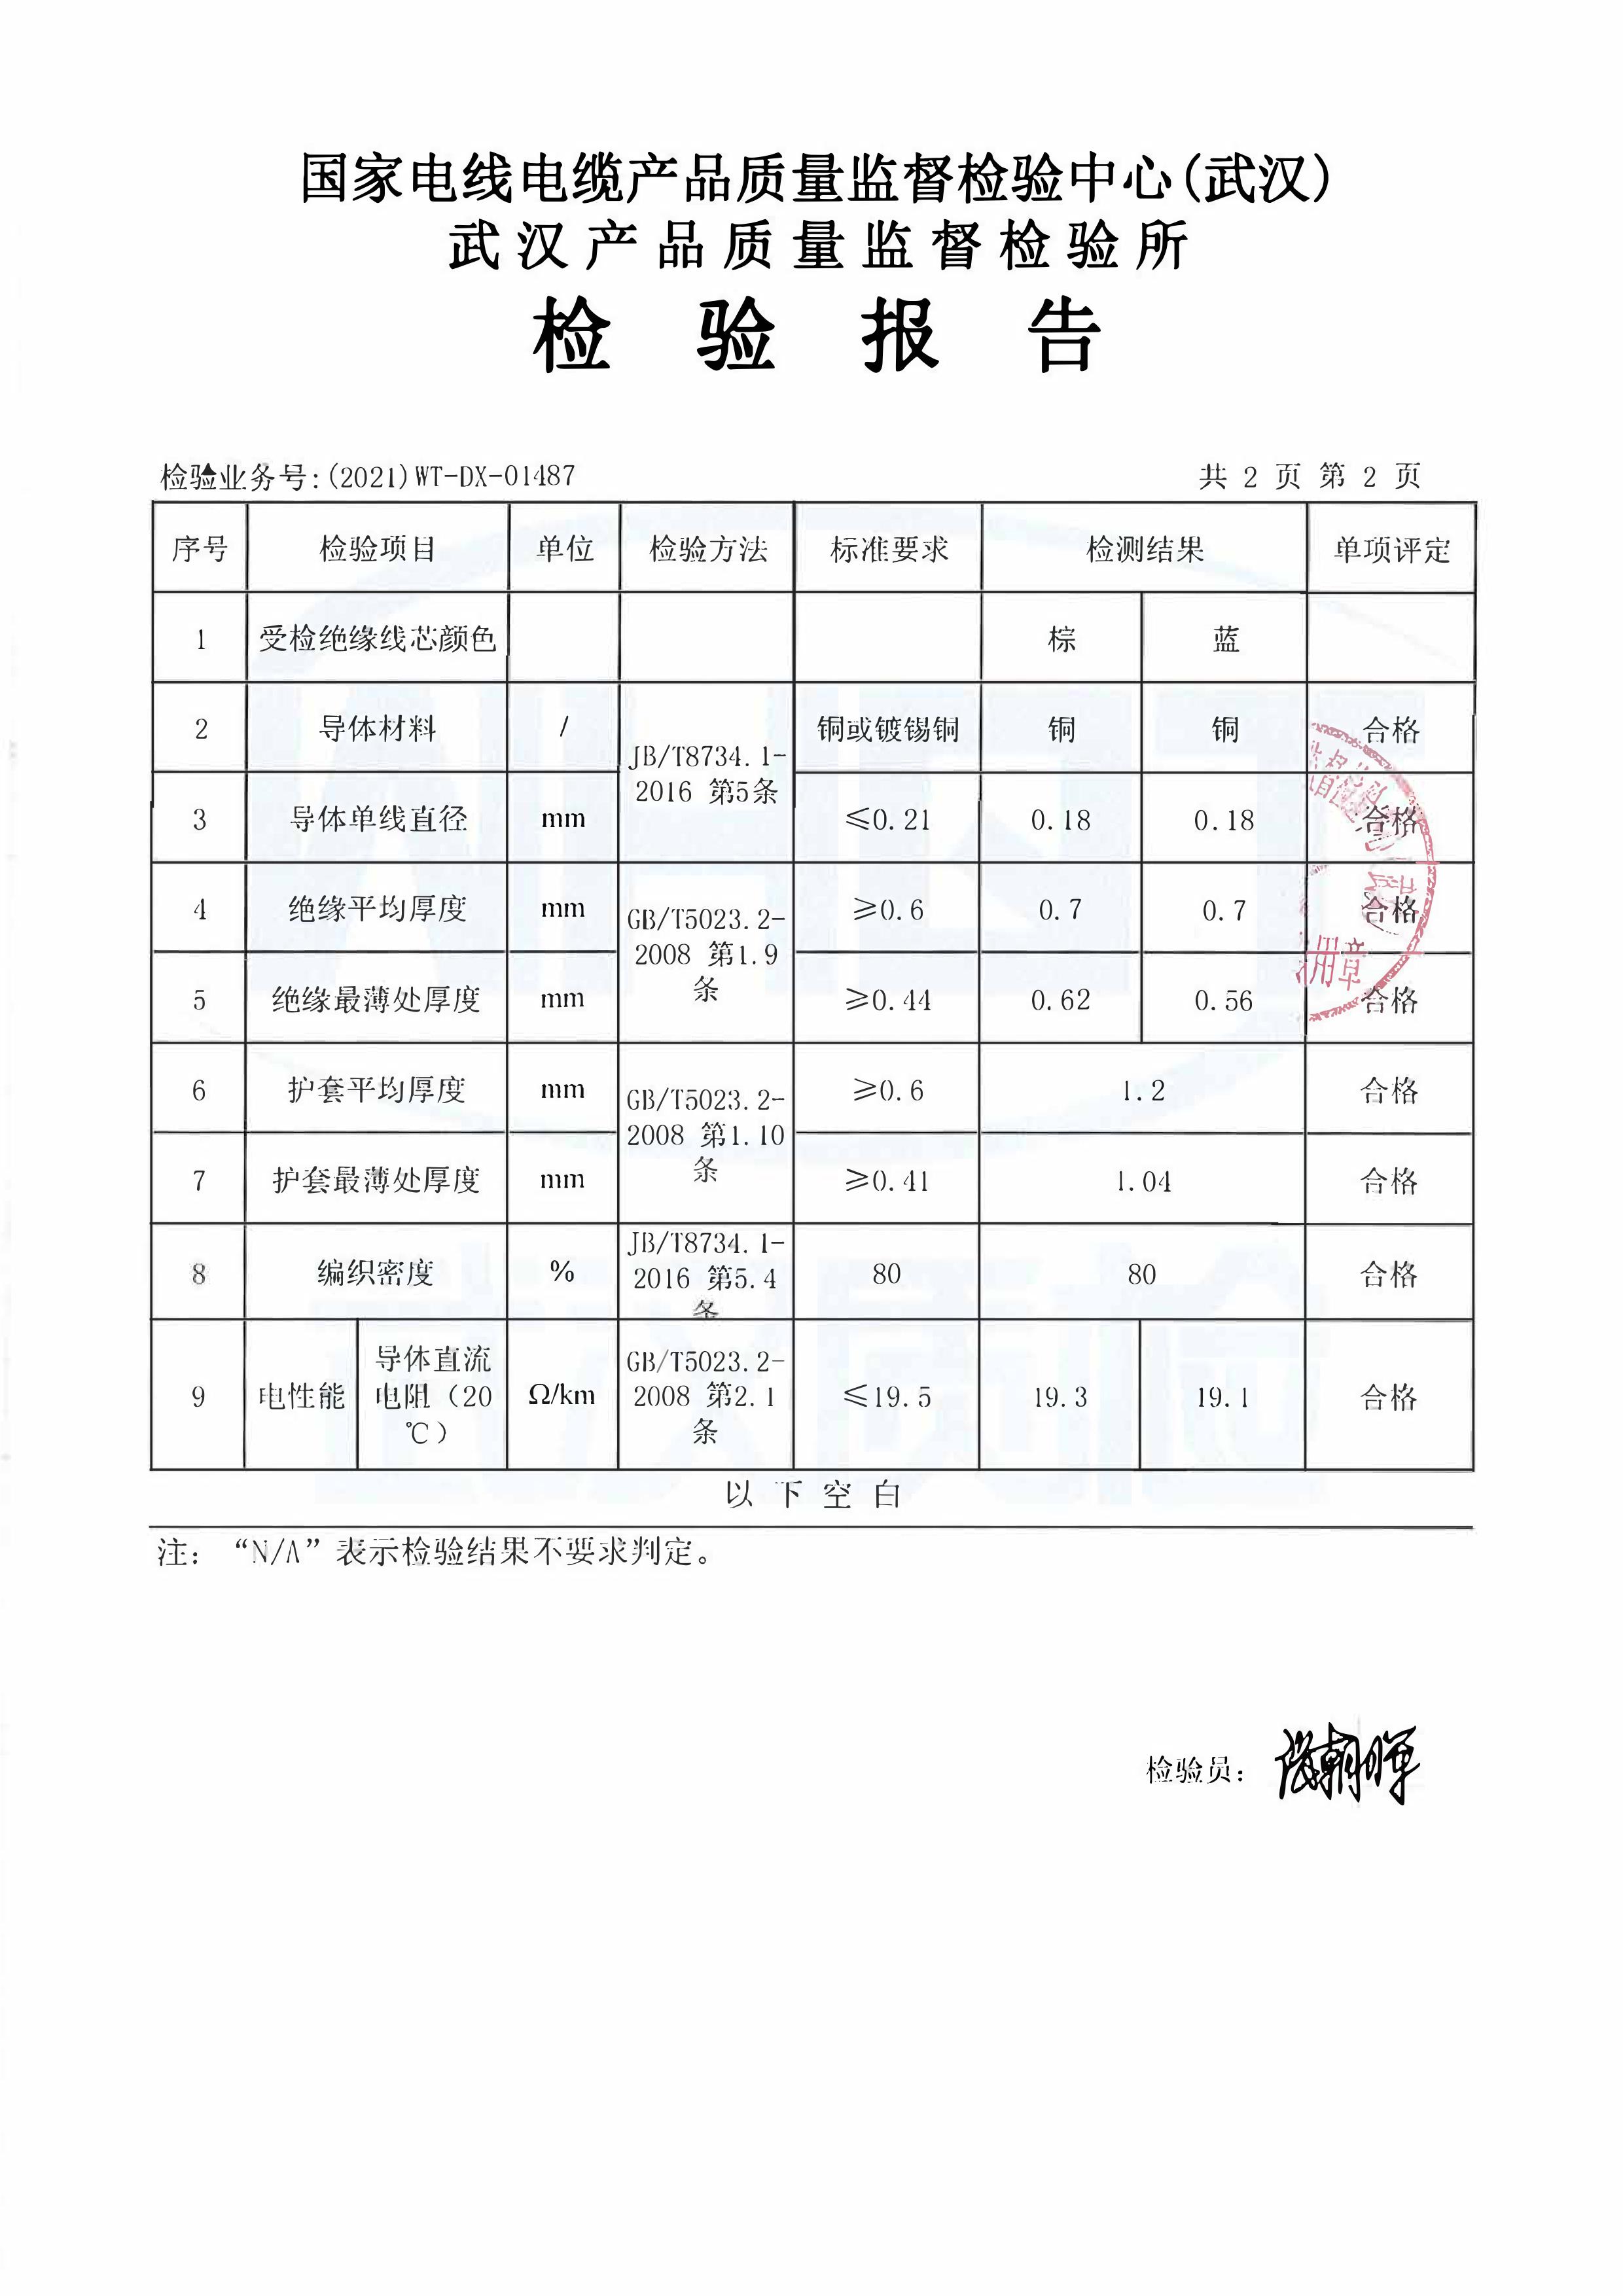 国家电线电缆产品质量监督检验中心(武汉)
武汉产品质量监督检验所
检验报告
检验业务号:(2021)WT-DX-01487 共 2 页 第 2 页
序号 检验项目 单位 检验方法 标准要求 检测结果 单项评定
1 受检绝缘线芯颜色 棕 蓝
2 导体材料 / 铜或镀锡铜 铜 铜 合格
JB/T8734.1-
2016 第5条
3 导体单线直径 mm ≤0.21 0.18 0.18 合格
4 绝缘平均厚度 mm ≥0.6 0.7 0.7 合格
GB/T5023.2-
2008 第1.9
条
5 绝缘最薄处厚度 mm ≥0.44 0.62 0.56 合格
用章
6 护套平均厚度 mm ≥0.6 1.2 合格
GB/T5023.2-
2008 第1.10
条
7 护套最薄处厚度 mm ≥0.41 1.04 合格
JB/T8734.1-
8 编织密度 % 2016 第5.4 80 80 合格
条
导体直流 GB/T5023.2-
9 电性能 电阻（20 Ω/km 2008 第2.1 ≤19.5 19.3 19.1 合格
℃） 条
以下空白
注：“N/A”表示检验结果不要求判定。
检验员：